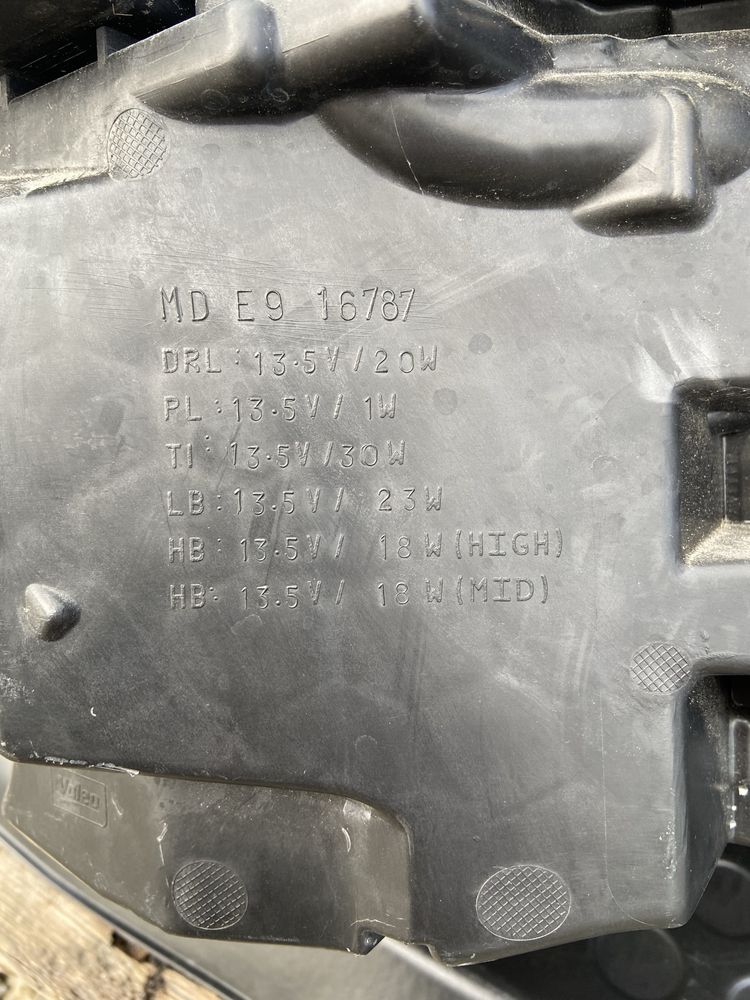 MD E9 16787
DRL: 13.5V/20W
PL: 13.5V/ 1W
TI: 13.5V/30W
LB: 13.5V/ 23W
HB: 13.5V/ 18W(HIGH)
HB: 13.5V/ 18W(MID)
Valeo